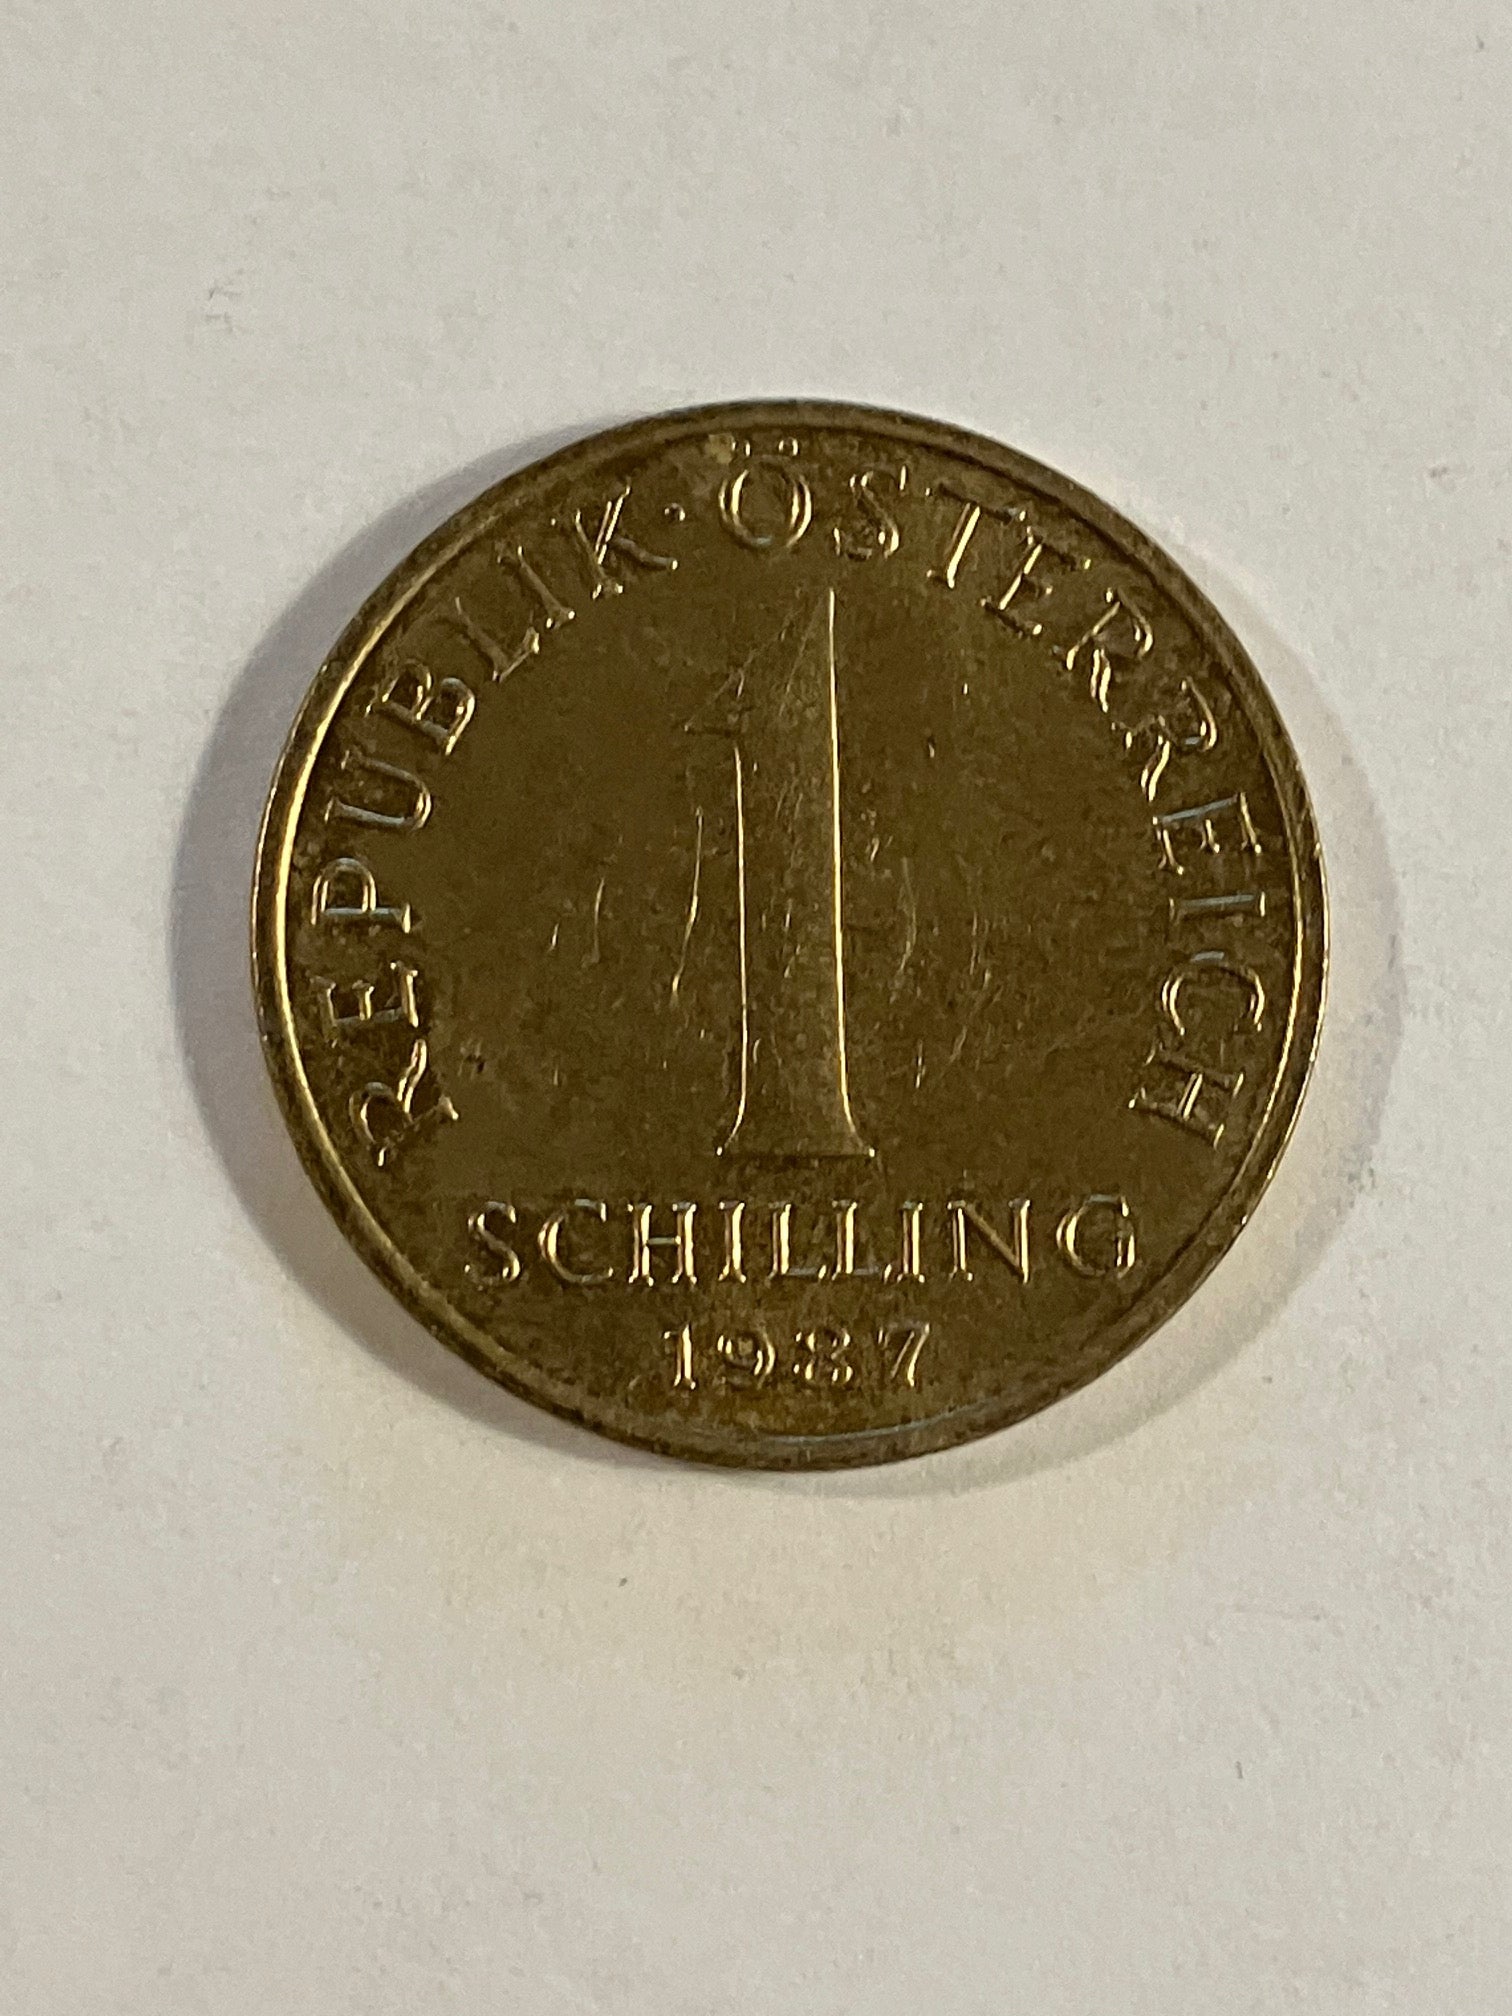 REPUBLIK · ÖSTERREICH
1
SCHILLING
1987